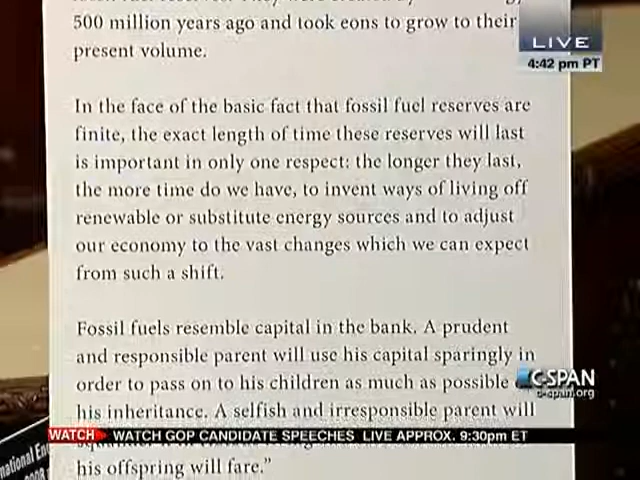 500 million years ago and took eons to grow to their
present volume.
In the face of the basic fact that fossil fuel reserves are
finite, the exact length of time these reserves will last
is important in only one respect: the longer they last,
the more time do we have, to invent ways of living off
renewable or substitute energy sources and to adjust
our economy to the vast changes which we can expect
from such a shift.
Fossil fuels resemble capital in the bank. A prudent
and responsible parent will use his capital sparingly in
order to pass on to his children as much as possible
his inheritance. A selfish and irresponsible parent will
his offspring will fare.”
LIVE
4:42 pm PT
C-SPAN
c-span.org
WATCH WATCH GOP CANDIDATE SPEECHES LIVE APPROX. 9:30pm ET